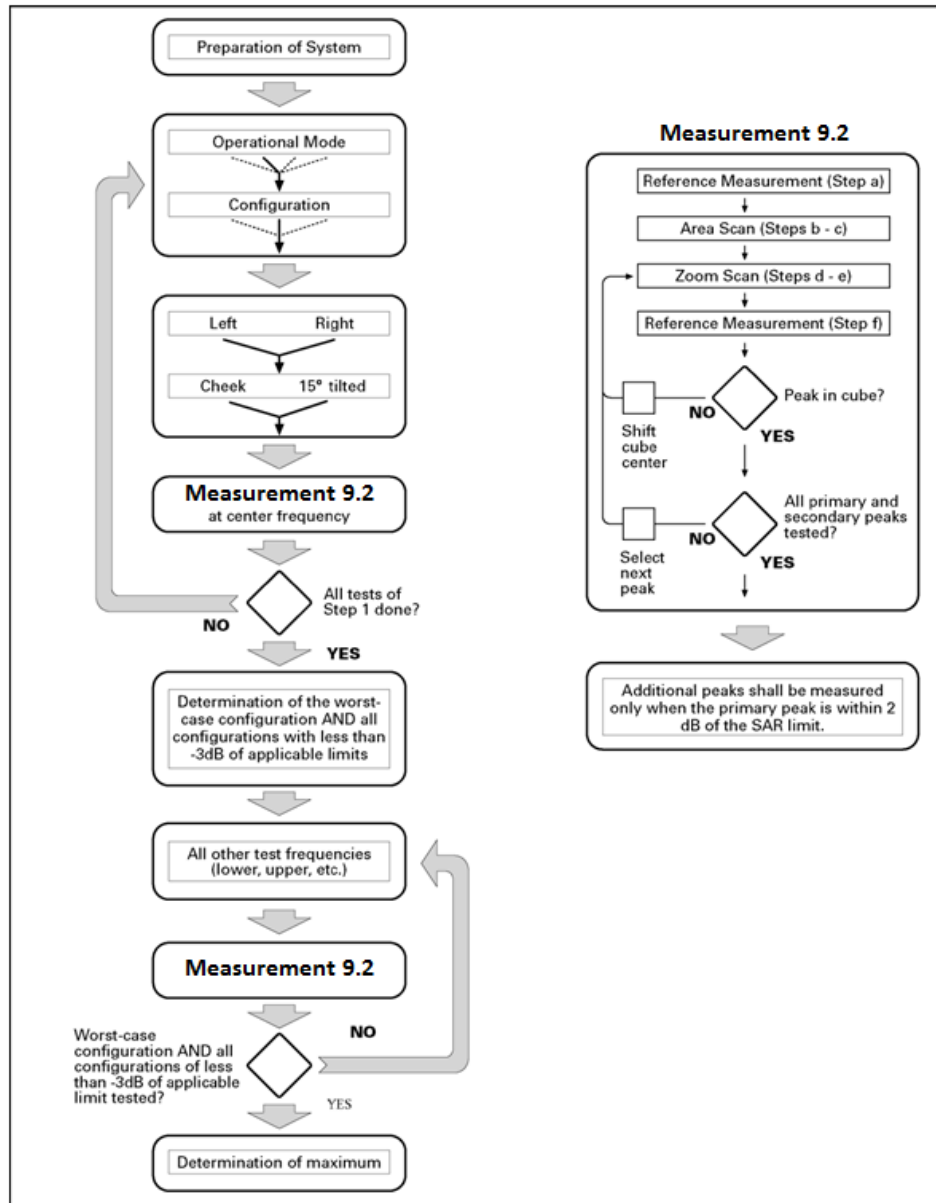 Preparation of System
Operational Mode
Configuration
Left Right
Cheek 15° tilted
Measurement 9.2
at center frequency
All tests of
Step 1 done?
NO
YES
Determination of the worst-
case configuration AND all
configurations with less than
-3dB of applicable limits
All other test frequencies
(lower, upper, etc.)
Measurement 9.2
NO
Worst-case
configuration AND all
configurations of less
than -3dB of applicable
limit tested?
YES
Determination of maximum
Measurement 9.2
Reference Measurement (Step a)
Area Scan (Steps b - c)
Zoom Scan (Steps d - e)
Reference Measurement (Step f)
Peak in cube?
NO
YES
Shift
cube
center
All primary and
secondary peaks
tested?
NO
YES
Select
next
peak
Additional peaks shall be measured
only when the primary peak is within 2
dB of the SAR limit.